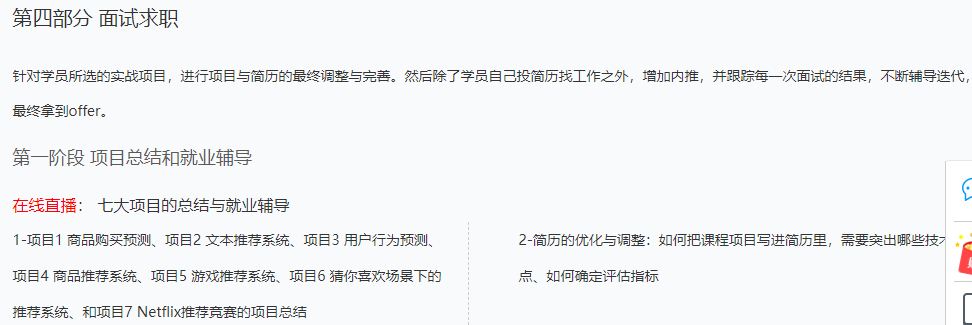 第四部分 面试求职
针对学员所选的实战项目，进行项目与简历的最终调整与完善。然后除了学员自己投简历找工作之外，增加内推，并跟踪每一次面试的结果，不断辅导迭代，
最终拿到offer。
第一阶段 项目总结和就业辅导
在线直播： 七大项目的总结与就业辅导
1-项目1 商品购买预测、项目2 文本推荐系统、项目3 用户行为预测、
项目4 商品推荐系统、项目5 游戏推荐系统、项目6 猜你喜欢场景下的
推荐系统、和项目7 Netflix推荐竞赛的项目总结
2-简历的优化与调整：如何把课程项目写进简历里，需要突出哪些技
点、如何确定评估指标